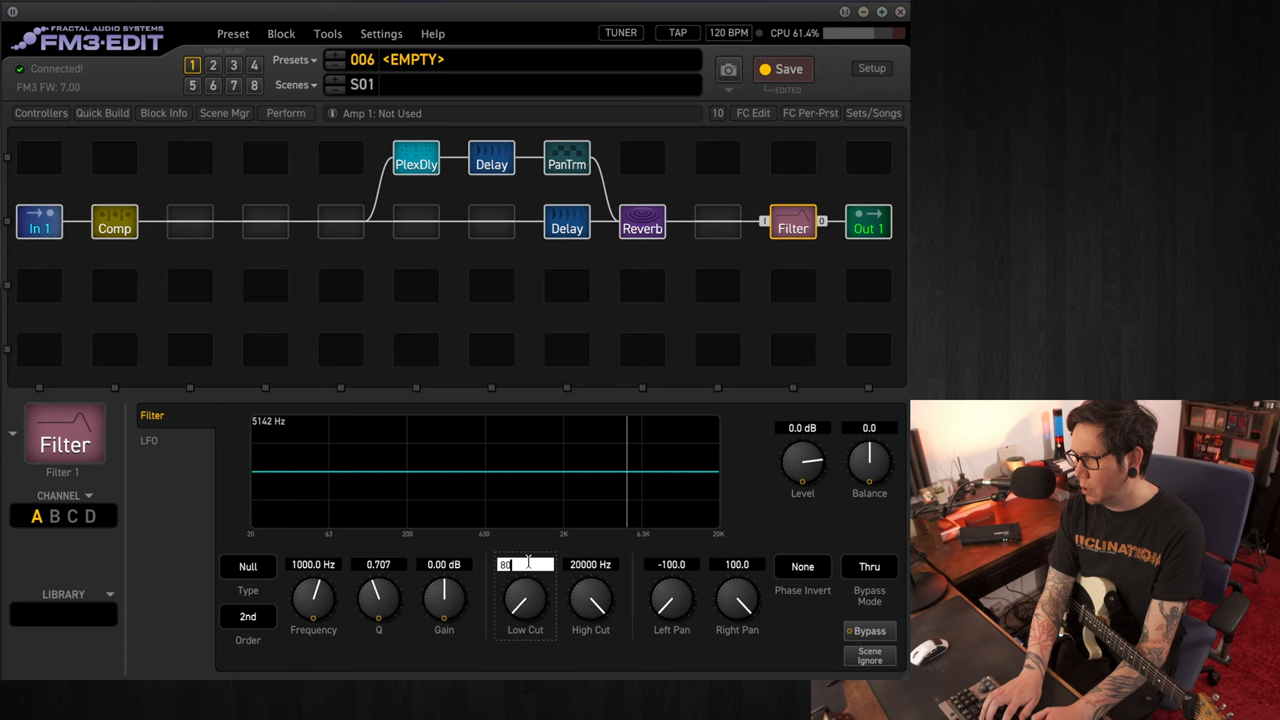 FRACTAL AUDIO SYSTEMS
FM3-EDIT
Preset Block Tools Settings Help
TUNER TAP 120 BPM CPU 61.4%
Connected!
FM3 FW: 7.00
SCENE SELECT
1 2 3 4
5 6 7 8
Presets 006 <EMPTY>
Scenes S01
Save
EDITED
Setup
Controllers Quick Build Block Info Scene Mgr Perform Amp 1: Not Used 10 FC Edit FC Per-Prst Sets/Songs
PlexDly Delay PanTrm
In 1 Comp Delay Reverb I Filter O Out 1
Filter
Filter 1
CHANNEL
A B C D
LIBRARY
Filter
LFO
5142 Hz
20 63 200 630 2K 6.3K 20K
0.0 dB 0.0
Level Balance
Null 1000.0 Hz 0.707 0.00 dB 80 20000 Hz -100.0 100.0 None Thru
Type
2nd
Order
Frequency Q Gain Low Cut High Cut Left Pan Right Pan
Phase Invert
Bypass Mode
Bypass
Scene Ignore
INCLINATION